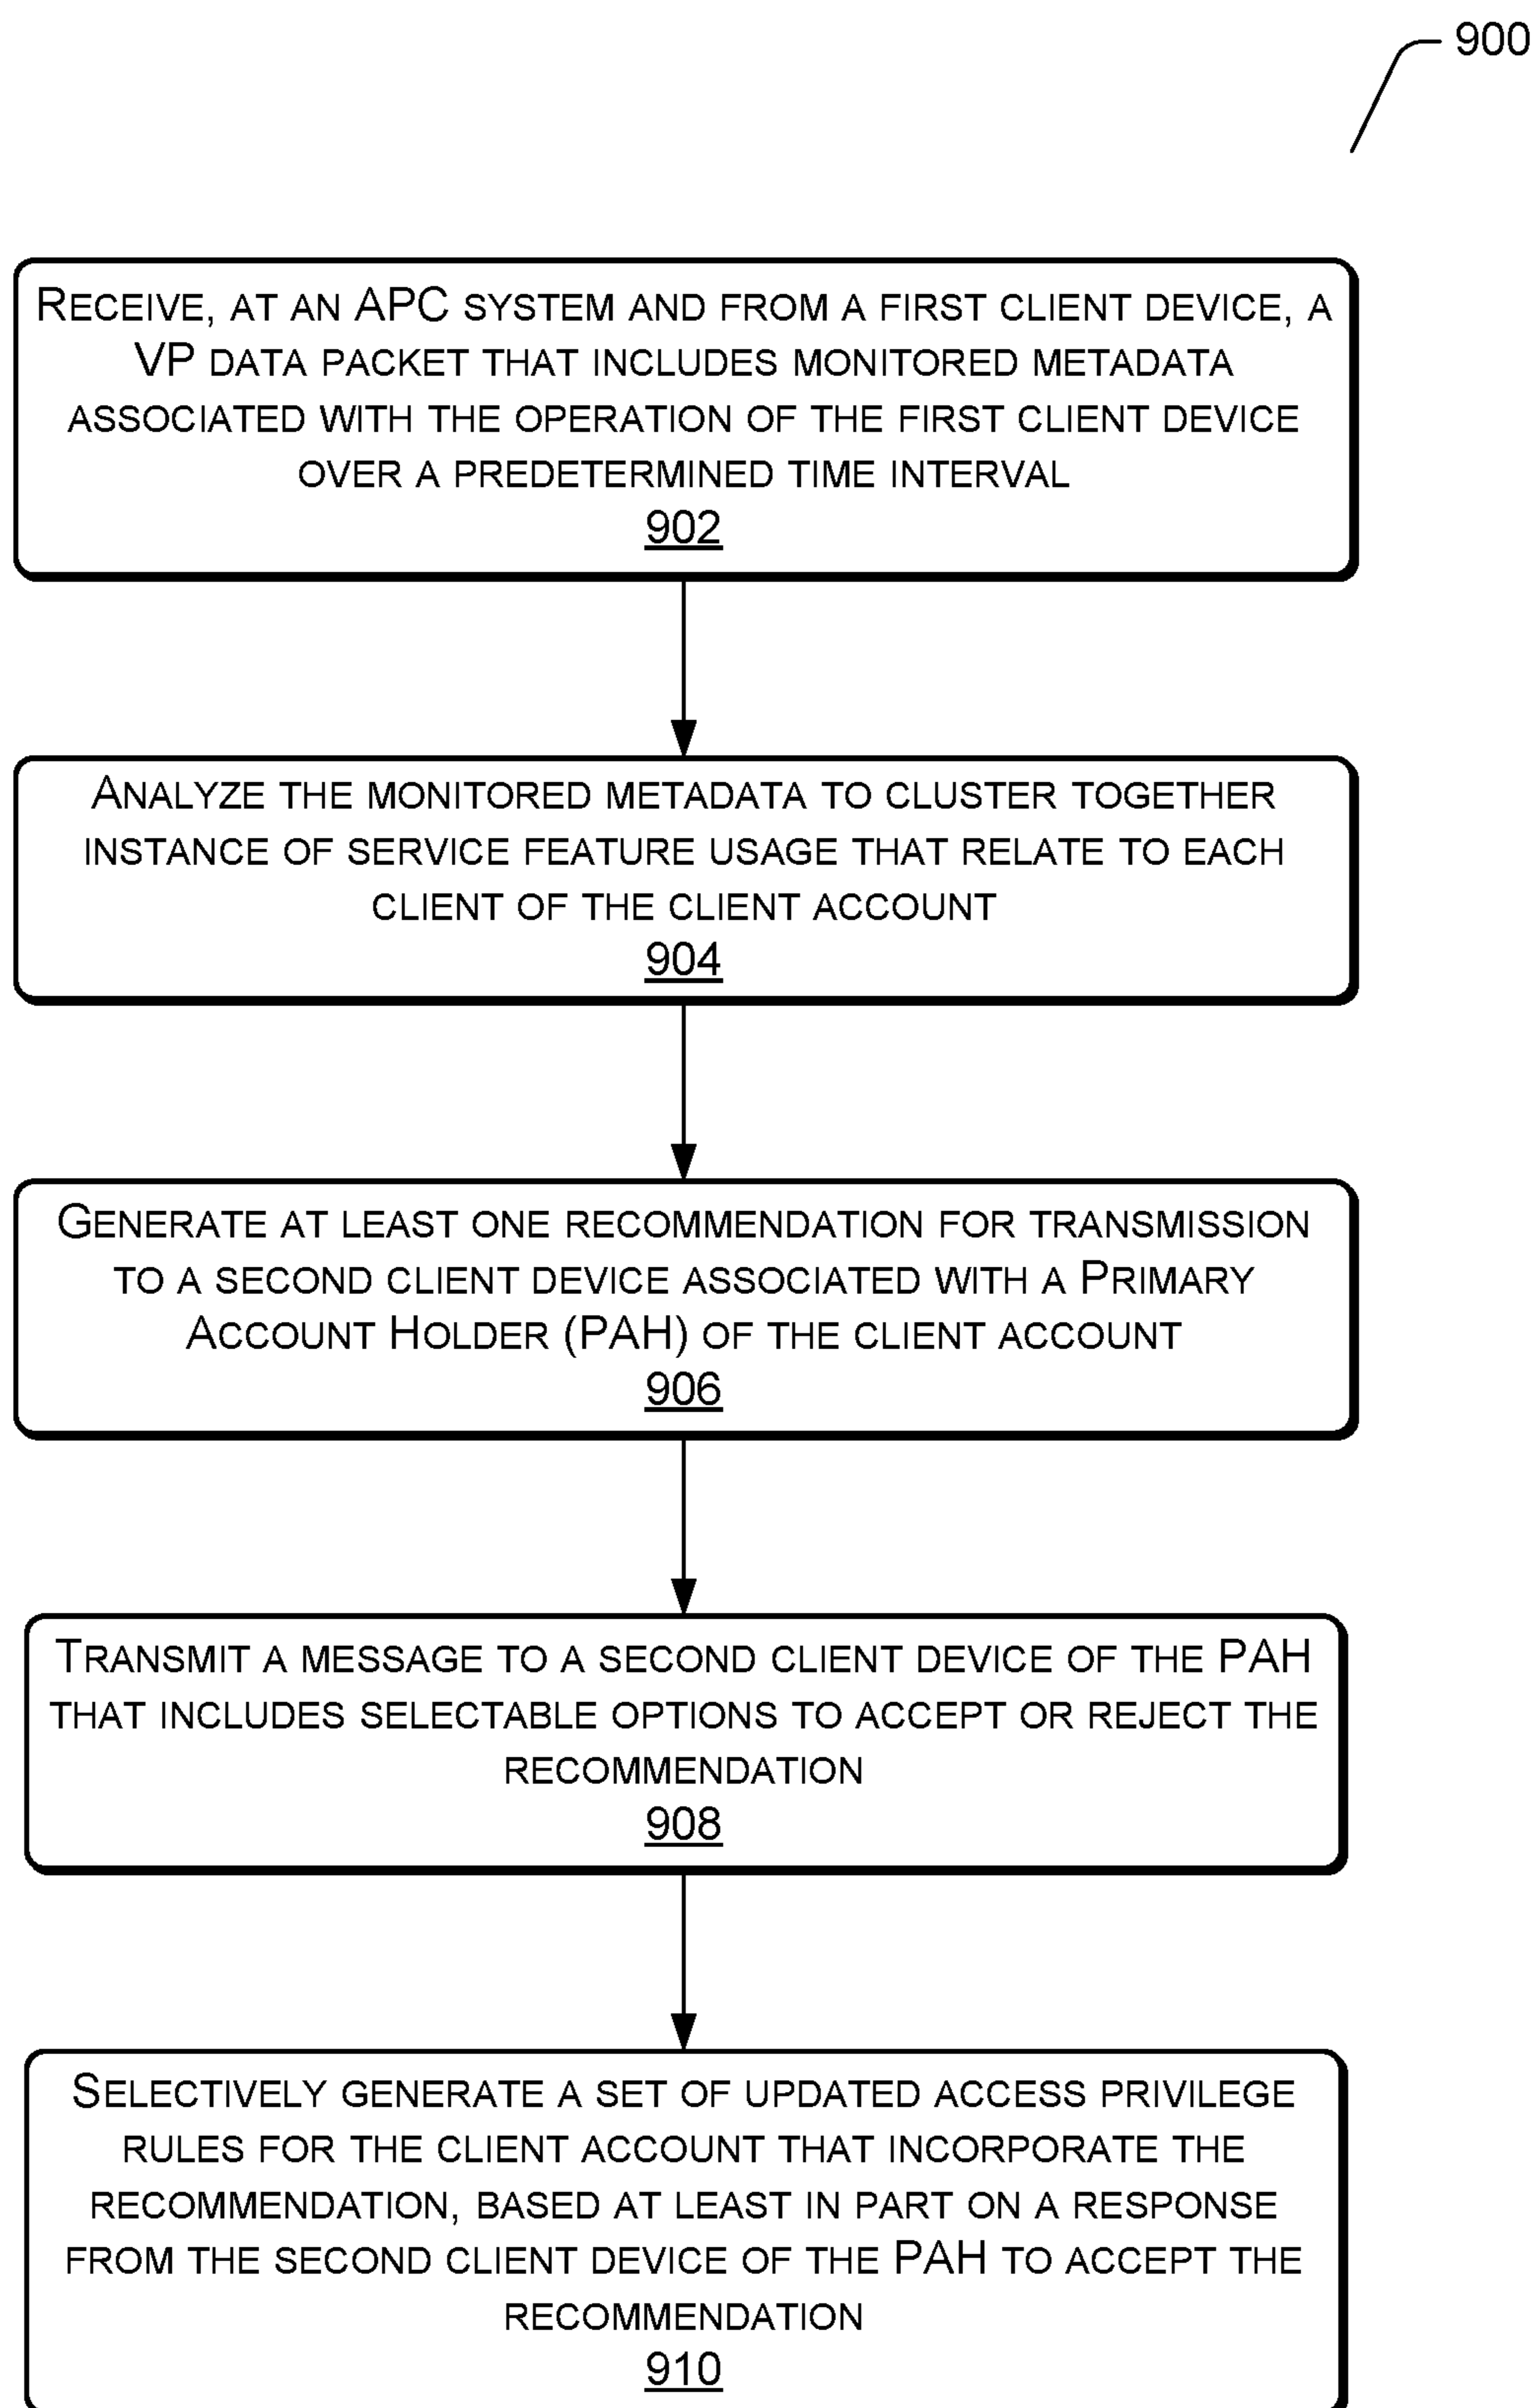 900
RECEIVE, AT AN APC SYSTEM AND FROM A FIRST CLIENT DEVICE, A
VP DATA PACKET THAT INCLUDES MONITORED METADATA
ASSOCIATED WITH THE OPERATION OF THE FIRST CLIENT DEVICE
OVER A PREDETERMINED TIME INTERVAL
902
ANALYZE THE MONITORED METADATA TO CLUSTER TOGETHER
INSTANCE OF SERVICE FEATURE USAGE THAT RELATE TO EACH
CLIENT OF THE CLIENT ACCOUNT
904
GENERATE AT LEAST ONE RECOMMENDATION FOR TRANSMISSION
TO A SECOND CLIENT DEVICE ASSOCIATED WITH A PRIMARY
ACCOUNT HOLDER (PAH) OF THE CLIENT ACCOUNT
906
TRANSMIT A MESSAGE TO A SECOND CLIENT DEVICE OF THE PAH
THAT INCLUDES SELECTABLE OPTIONS TO ACCEPT OR REJECT THE
RECOMMENDATION
908
SELECTIVELY GENERATE A SET OF UPDATED ACCESS PRIVILEGE
RULES FOR THE CLIENT ACCOUNT THAT INCORPORATE THE
RECOMMENDATION, BASED AT LEAST IN PART ON A RESPONSE
FROM THE SECOND CLIENT DEVICE OF THE PAH TO ACCEPT THE
RECOMMENDATION
910